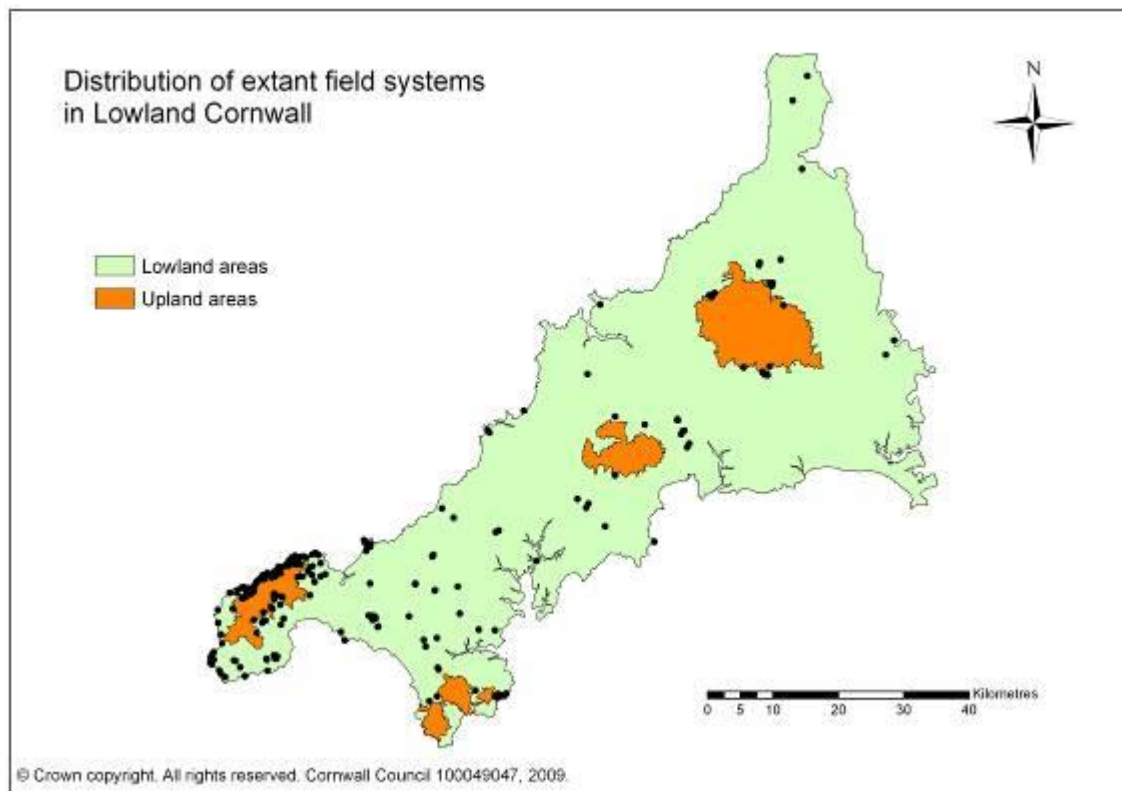 Distribution of extant field systems
in Lowland Cornwall
N
Lowland areas
Upland areas
Kilometres
0 5 10 20 30 40
© Crown copyright. All rights reserved. Cornwall Council 100049047, 2009.